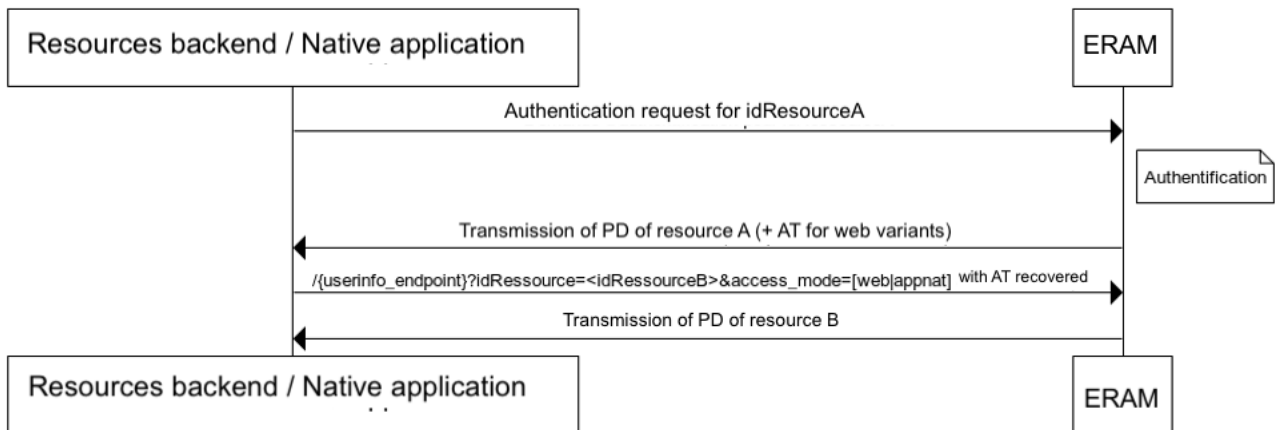 Resources backend / Native application
ERAM
Authentication request for idResourceA
Authentification
Transmission of PD of resource A (+ AT for web variants)
/{userinfo_endpoint}?idRessource=<idRessourceB>&access_mode=[web|appnat] with AT recovered
Transmission of PD of resource B
Resources backend / Native application
ERAM